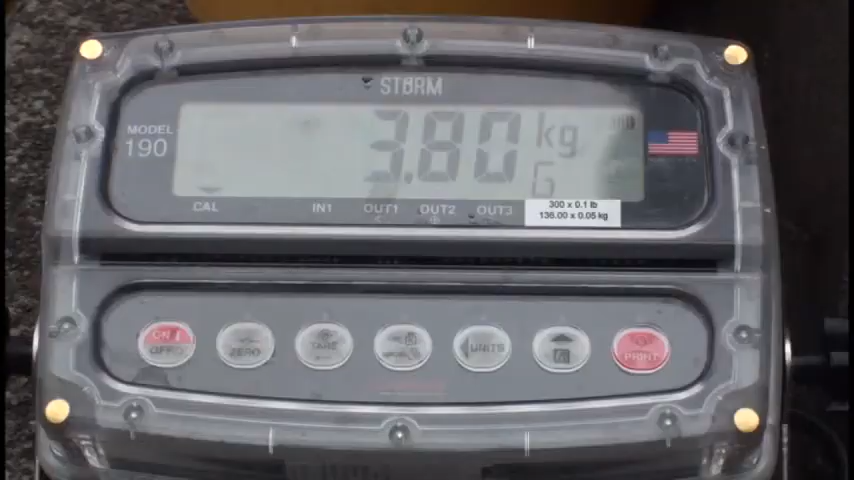 STORM
MODEL
190
3.80 kg
G
CAL IN1 OUT1 OUT2 OUT3
300 x 0.1 lb
136.00 x 0.05 kg
ON /
OFF
ZERO
TARE
UNITS
PRINT